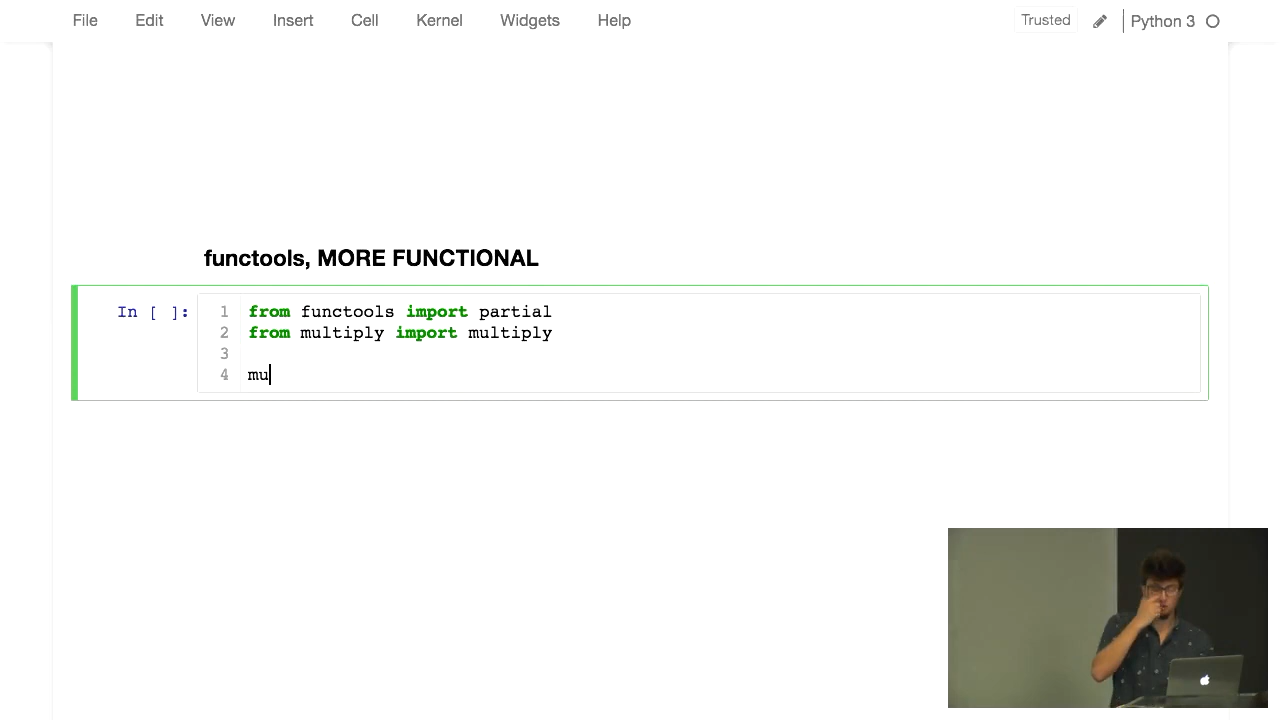 File Edit View Insert Cell Kernel Widgets Help Trusted Python 3
functools, MORE FUNCTIONAL
In [ ]:
1 from functools import partial
2 from multiply import multiply
3
4 mu